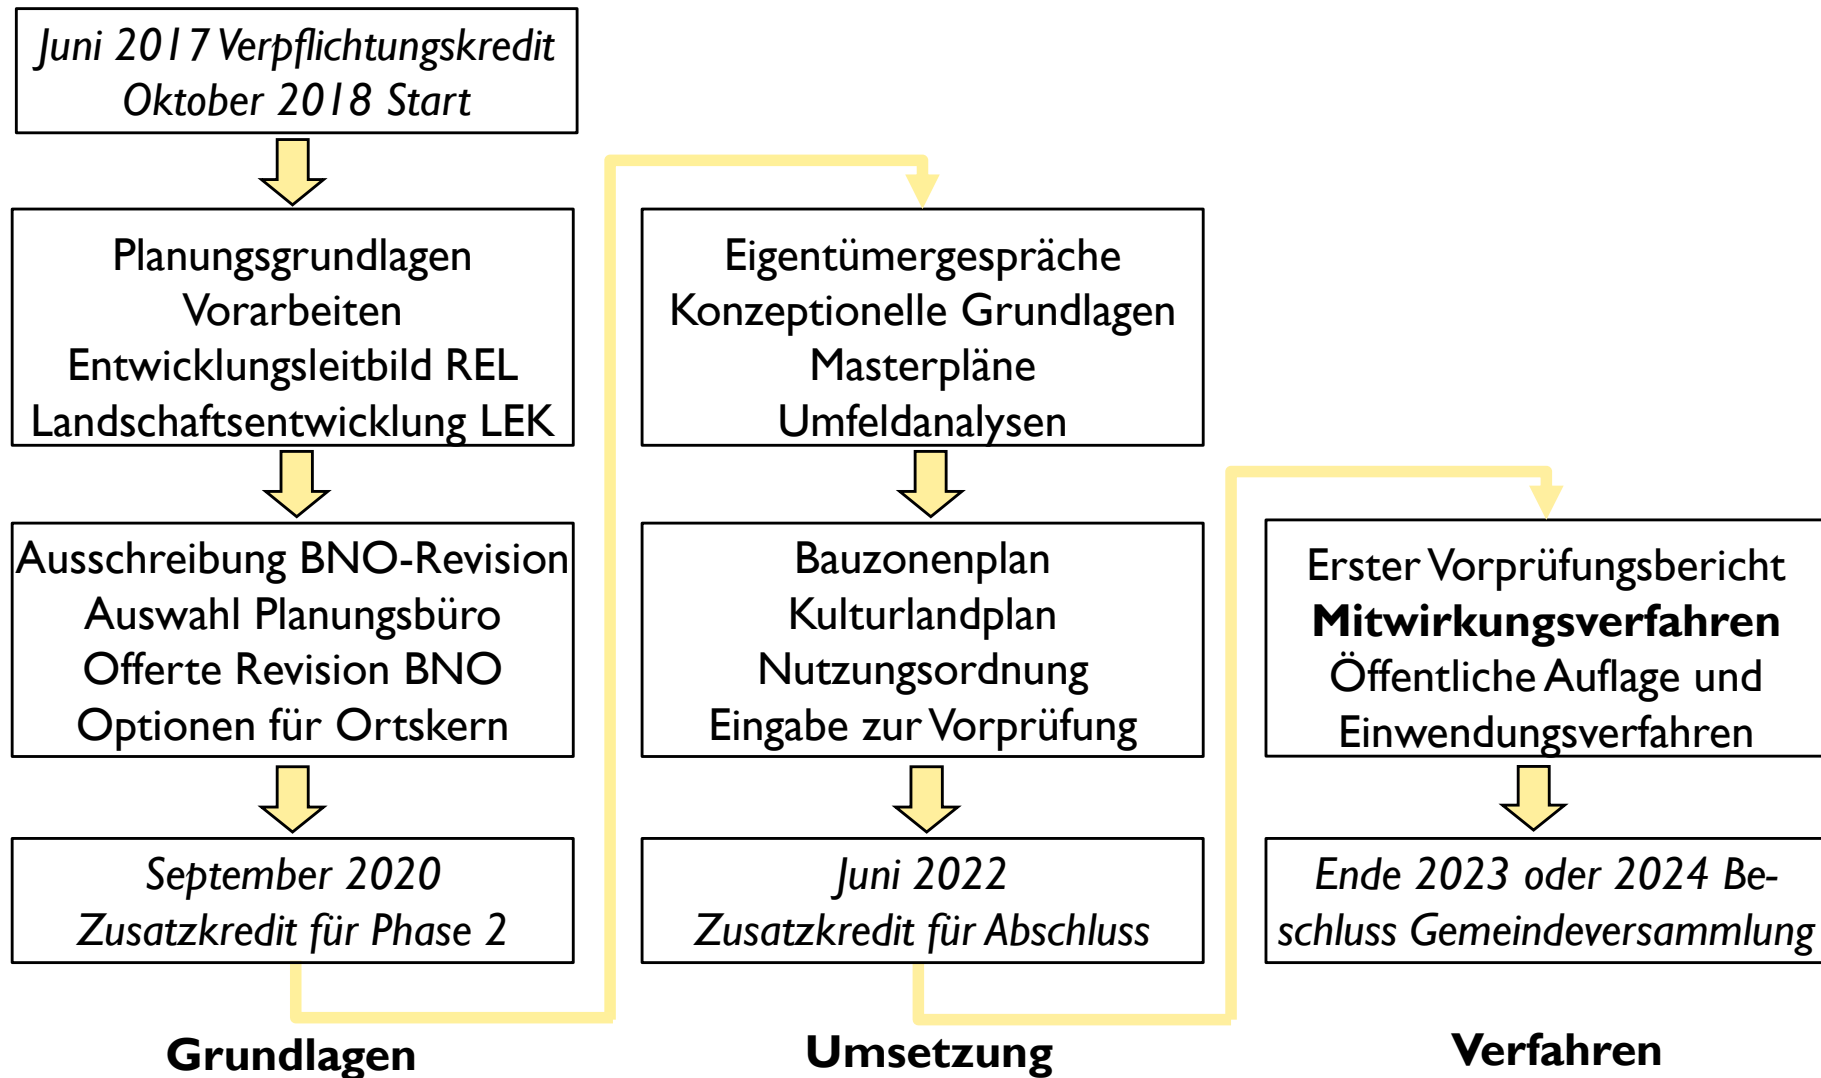 Juni 2017 Verpflichtungskredit
Oktober 2018 Start
Planungsgrundlagen
Vorarbeiten
Entwicklungsleitbild REL
Landschaftsentwicklung LEK
Ausschreibung BNO-Revision
Auswahl Planungsbüro
Offerte Revision BNO
Optionen für Ortskern
September 2020
Zusatzkredit für Phase 2
Grundlagen
Eigentümergespräche
Konzeptionelle Grundlagen
Masterpläne
Umfeldanalysen
Bauzonenplan
Kulturlandplan
Nutzungsordnung
Eingabe zur Vorprüfung
Juni 2022
Zusatzkredit für Abschluss
Umsetzung
Erster Vorprüfungsbericht
Mitwirkungsverfahren
Öffentliche Auflage und
Einwendungsverfahren
Ende 2023 oder 2024 Be-
schluss Gemeindeversammlung
Verfahren